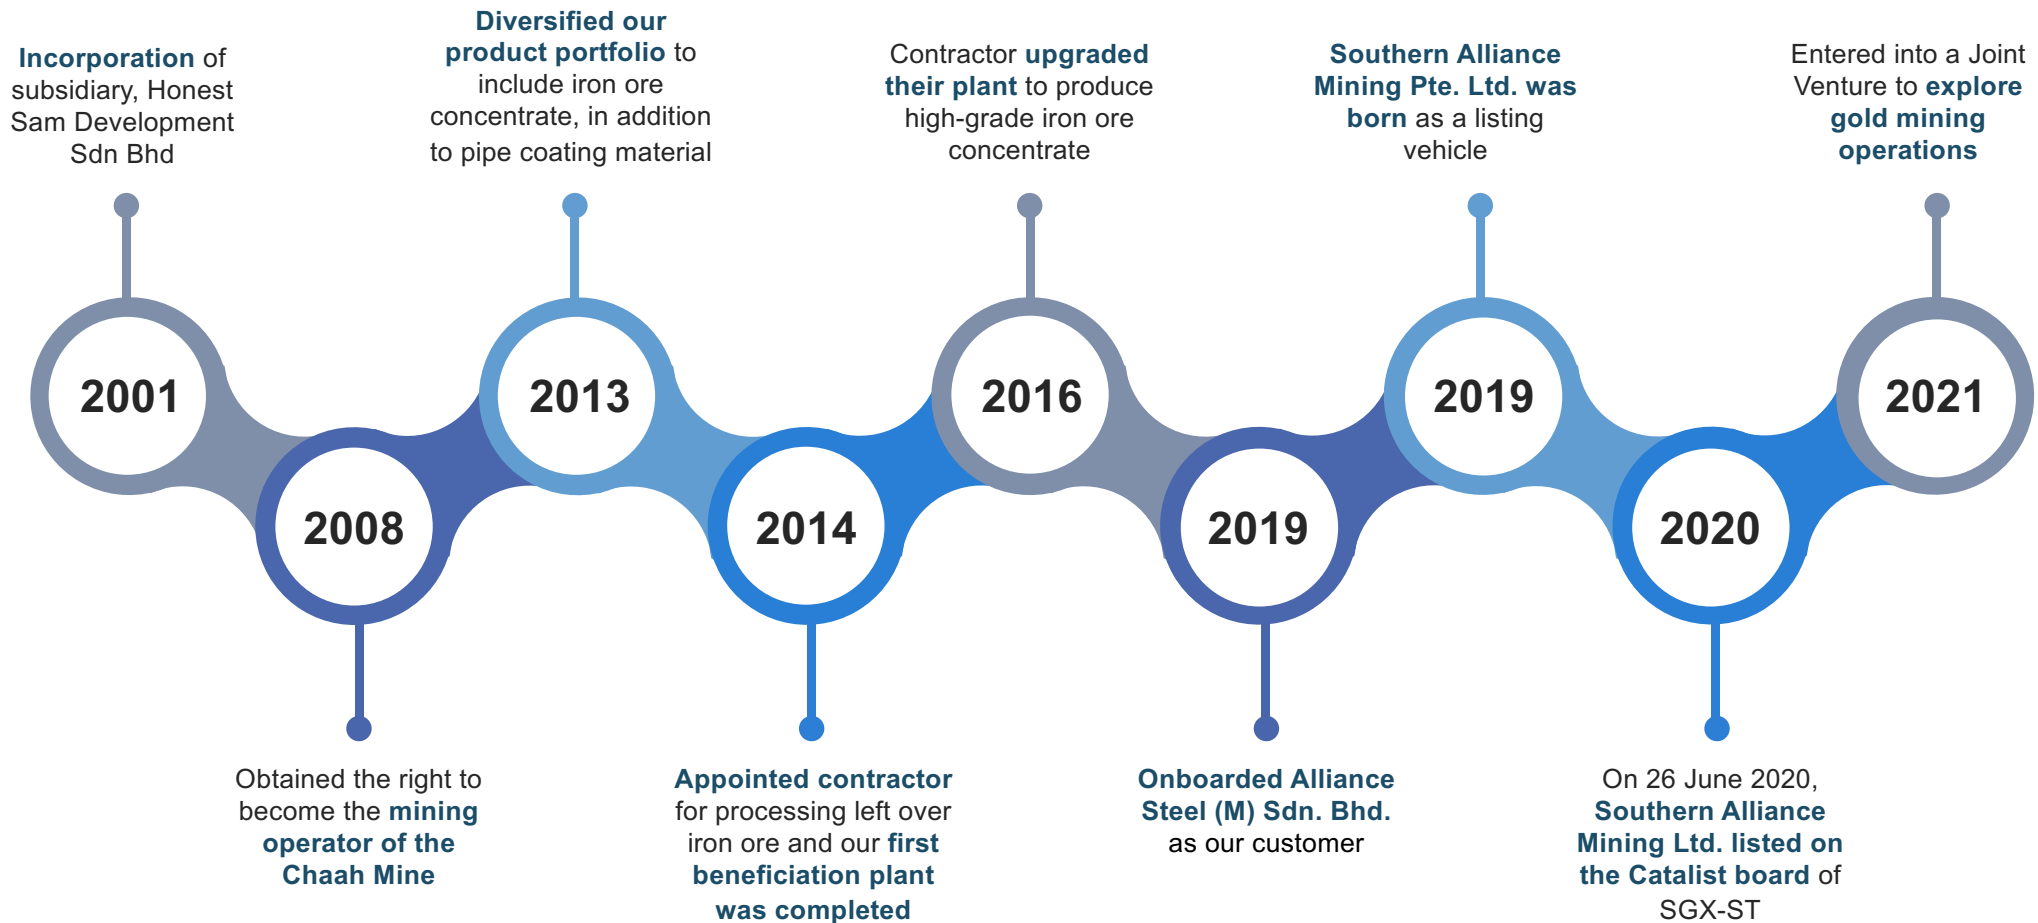 Incorporation of
subsidiary, Honest
Sam Development
Sdn Bhd
Diversified our
product portfolio to
include iron ore
concentrate, in addition
to pipe coating material
Contractor upgraded
their plant to produce
high-grade iron ore
concentrate
Southern Alliance
Mining Pte. Ltd. was
born as a listing
vehicle
Entered into a Joint
Venture to explore
gold mining
operations
2001
2013
2016
2019
2021
2008
2014
2019
2020
Obtained the right to
become the mining
operator of the
Chaah Mine
Appointed contractor
for processing left over
iron ore and our first
beneficiation plant
was completed
Onboarded Alliance
Steel (M) Sdn. Bhd.
as our customer
On 26 June 2020,
Southern Alliance
Mining Ltd. listed on
the Catalist board of
SGX-ST